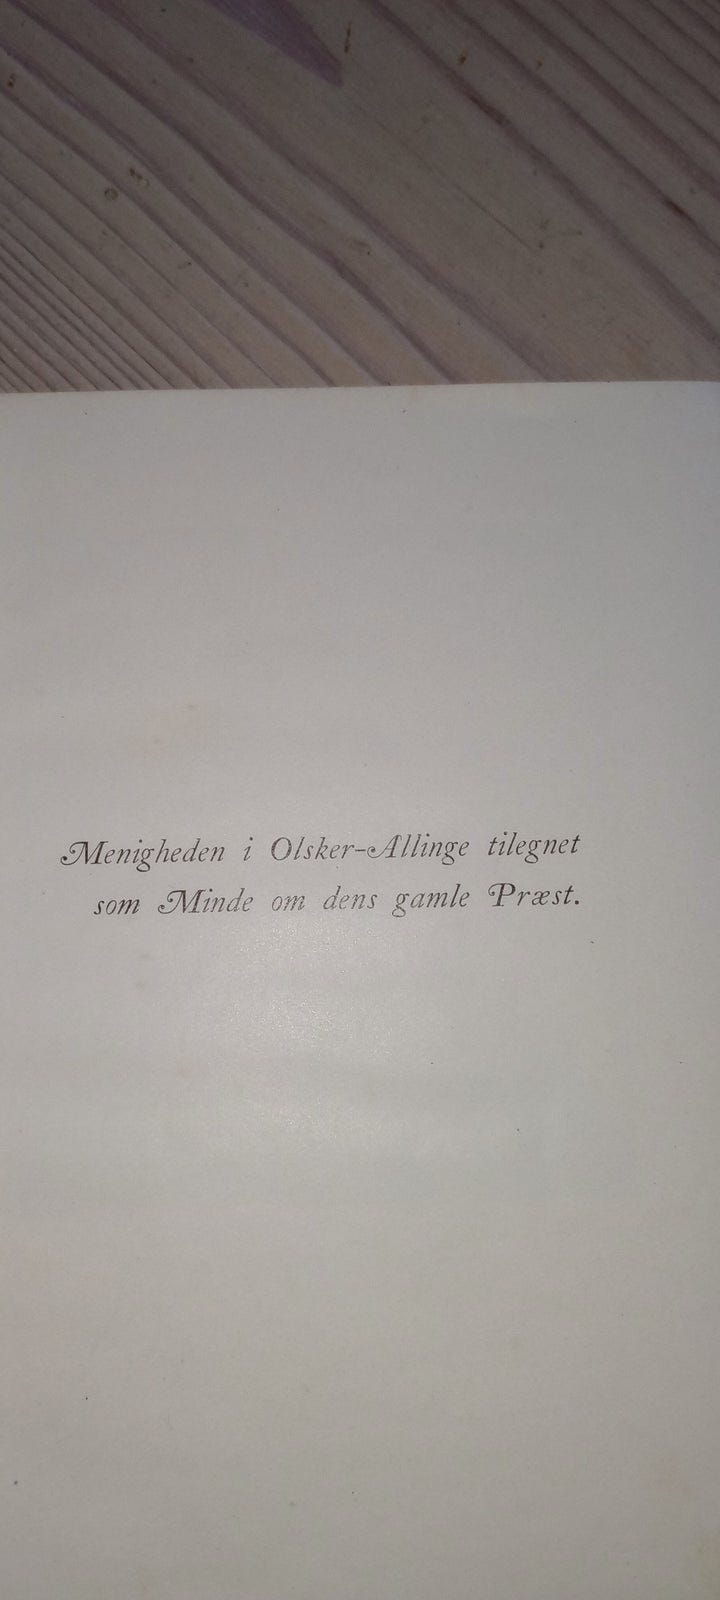 Menigheden i Olsker-Allinge tilegnet
som Minde om dens gamle Præst.